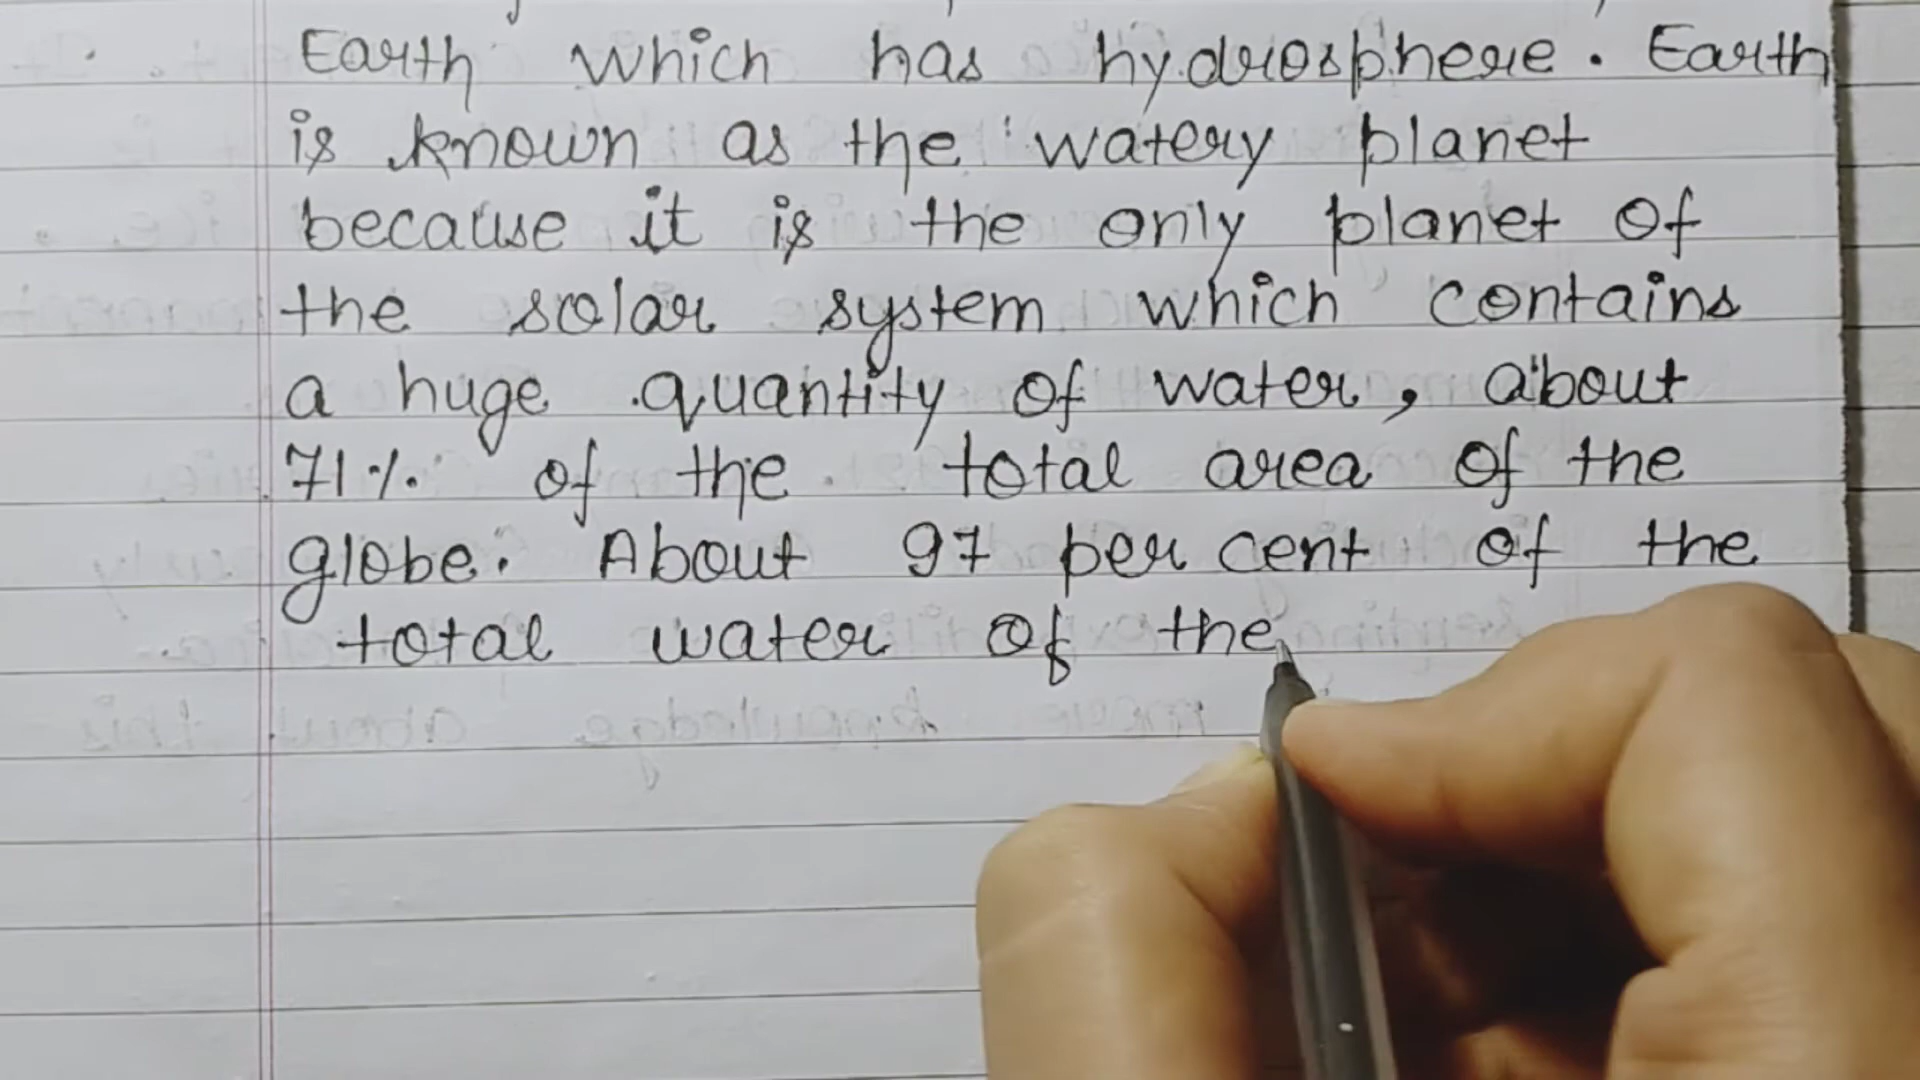 Earth which has hydrosphere. Earth
is known as the watery planet
because it is the only planet of
the solar system which contains
a huge quantity of water, about
71% of the total area of the
globe. About 97 per cent of the
total water of the